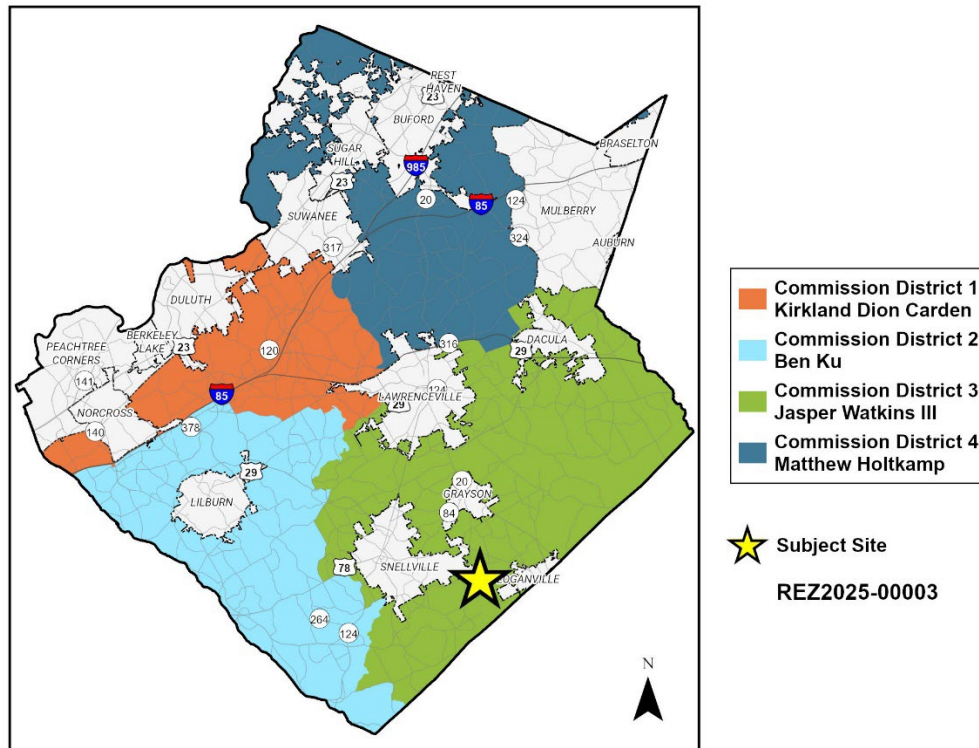 REST
HAVEN
23
BUFORD
BRASELTON
SUGAR
HILL
985
23
20
85
124
MULBERRY
SUWANEE
324
AUBURN
317
DULUTH
BERKELEY
LAKE
PEACHTREE
CORNERS
23
120
316
DACULA
29
141
124
LAWRENCEVILLE
29
85
NORCROSS
378
140
29
20
GRAYSON
LILBURN
84
78
SNELLVILLE
LOGANVILLE
264
124
N
Commission District 1
Kirkland Dion Carden
Commission District 2
Ben Ku
Commission District 3
Jasper Watkins III
Commission District 4
Matthew Holtkamp
Subject Site
REZ2025-00003